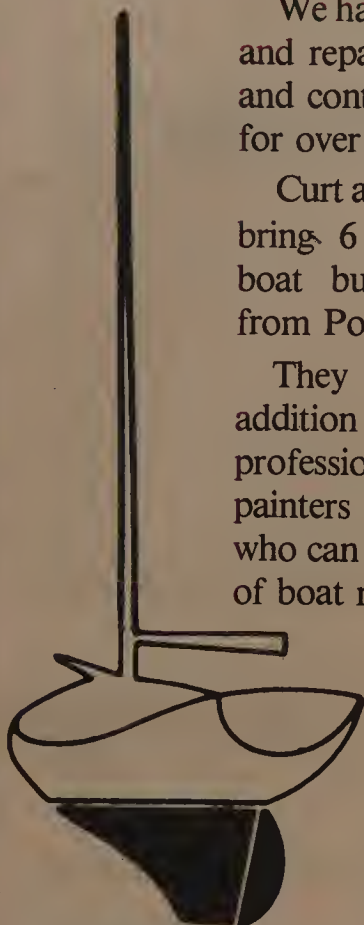 We ha
and repa
and cont
for over
Curt a
bring 6
boat bu
from Po
They
addition
professio
painters
who can
of boat r